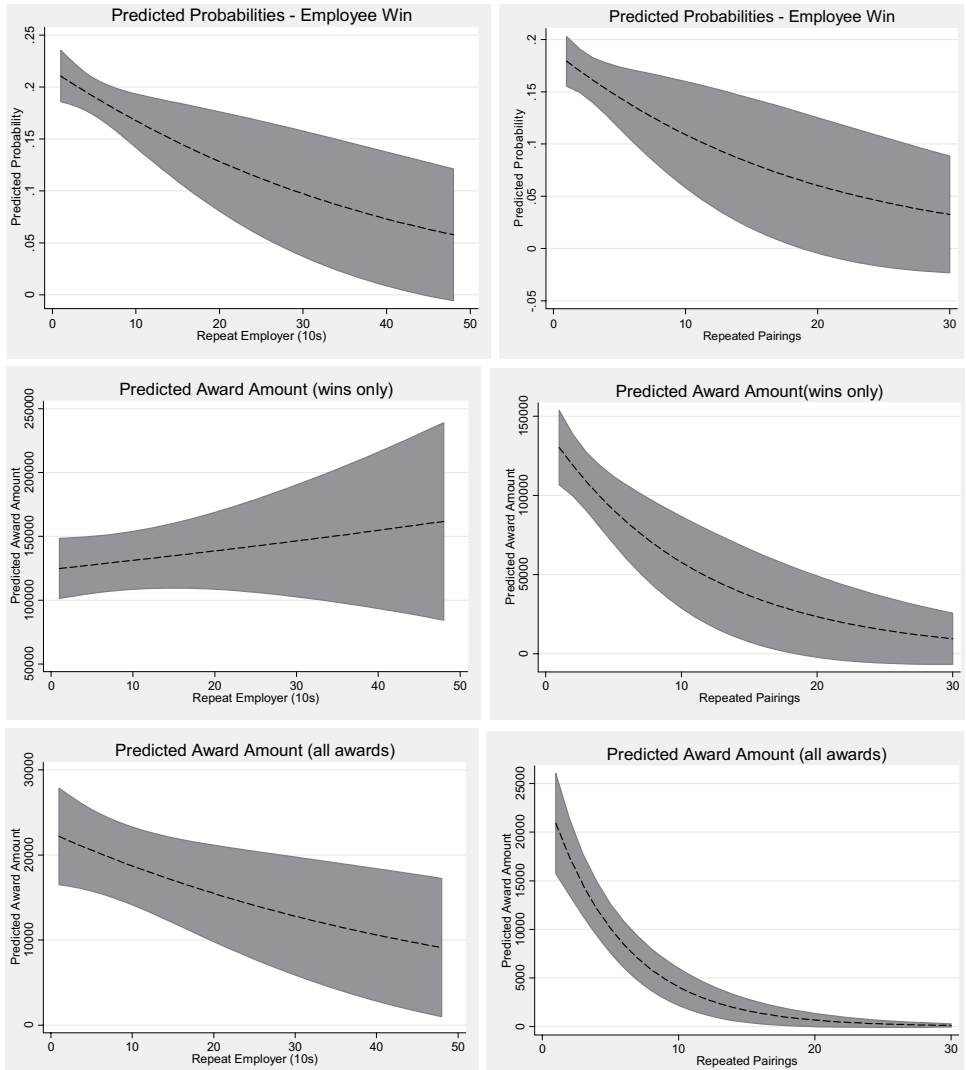 Predicted Probabilities - Employee Win
Predicted Probability
.25
.2
.15
.1
.05
0
0 10 20 30 40 50
Repeat Employer (10s)
Predicted Probabilities - Employee Win
Predicted Probability
.2
.15
.1
.05
0
-.05
0 10 20 30
Repeated Pairings
Predicted Award Amount (wins only)
Predicted Award Amount
250000
200000
150000
100000
50000
0 10 20 30 40 50
Repeat Employer (10s)
Predicted Award Amount(wins only)
Predicted Award Amount
150000
100000
50000
0
0 10 20 30
Repeated Pairings
Predicted Award Amount (all awards)
Predicted Award Amount
30000
20000
10000
0
0 10 20 30 40 50
Repeat Employer (10s)
Predicted Award Amount (all awards)
Predicted Award Amount
25000
20000
15000
10000
5000
0
0 10 20 30
Repeated Pairings